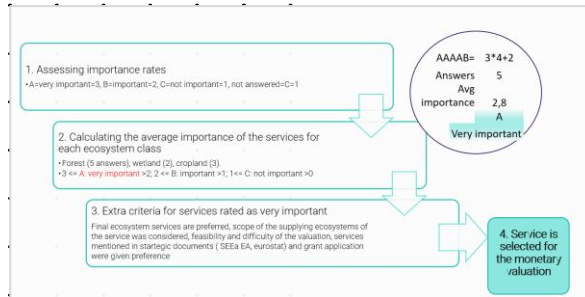 1. Assessing importance rates
•A=very important=3, B=important=2, C=not important=1, not answered=C=1
AAAAB= 3*4+2
Answers 5
Avg
importance 2,8
A
Very important
2. Calculating the average importance of the services for
each ecosystem class
•Forest (5 answers), wetland (2), cropland (3).
•3 <= A: very important >2; 2 <= B: important >1; 1<= C: not important >0
3. Extra criteria for services rated as very important
Final ecosystem services are preferred, scope of the supplying ecosystems of
the service was considered, feasibility and difficulty of the valuation, services
mentioned in startegic documents ( SEEa EA, eurostat) and grant application
were given preference
4. Service is
selected for
the monetary
valuation